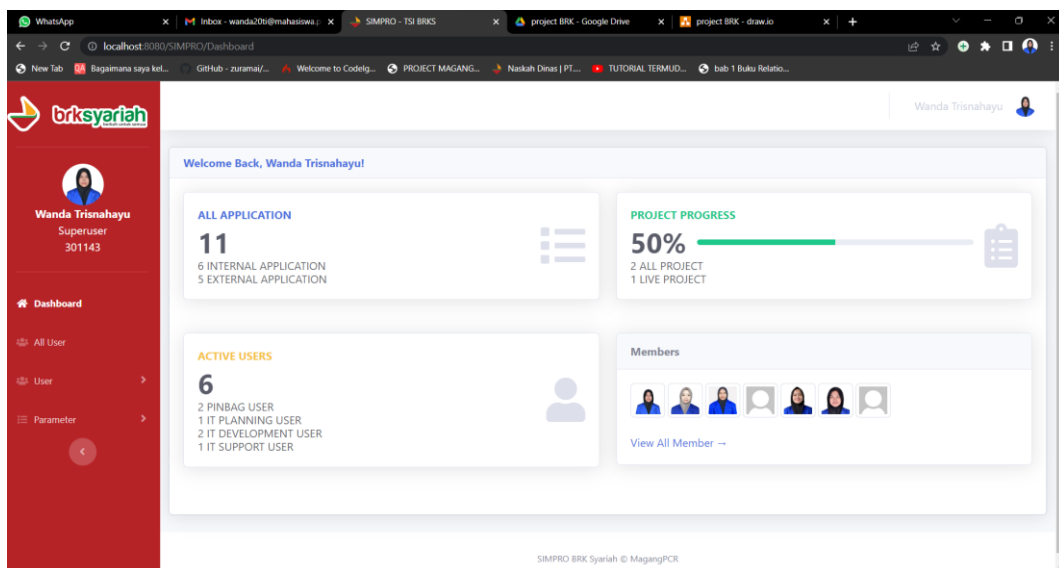 WhatsApp
Inbox - wanda20ti@mahasiswa.p
SIMPRO - TSI BRKS
project BRK - Google Drive
project BRK - draw.io
localhost:8080/SIMPRO/Dashboard
New Tab
Bagaimana saya kel...
GitHub - zuramai/...
Welcome to CodeIg...
PROJECT MAGANG...
Naskah Dinas | PT....
TUTORIAL TERMUD...
bab 1 Buku Relatio...
brksyariah
Wanda Trisnahayu
Wanda Trisnahayu
Superuser
301143
Dashboard
All User
User
Parameter
Welcome Back, Wanda Trisnahayu!
ALL APPLICATION
11
6 INTERNAL APPLICATION
5 EXTERNAL APPLICATION
PROJECT PROGRESS
50%
2 ALL PROJECT
1 LIVE PROJECT
ACTIVE USERS
6
2 PINBAG USER
1 IT PLANNING USER
2 IT DEVELOPMENT USER
1 IT SUPPORT USER
Members
View All Member →
SIMPRO BRK Syariah © MagangPCR